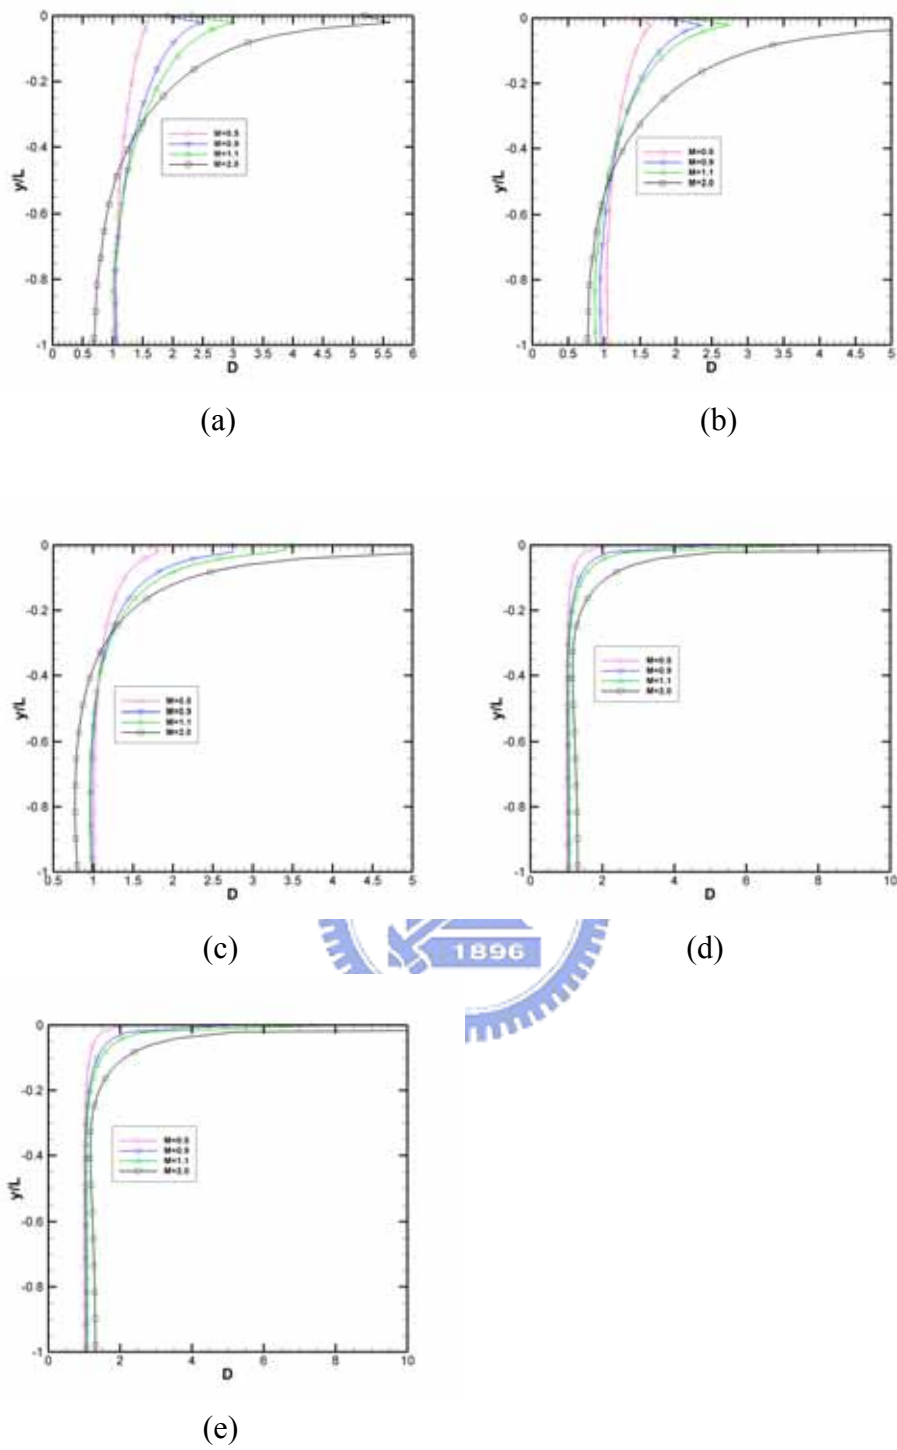 0
-0.2
-0.4
-0.6
-0.8
-1
y/L
M=0.5
M=0.9
M=1.1
M=2.0
0 0.5 1 1.5 2 2.5 3 3.5 4 4.5 5 5.5 6
D
(a)
0
-0.2
-0.4
-0.6
-0.8
-1
y/L
M=0.5
M=0.9
M=1.1
M=2.0
0 0.5 1 1.5 2 2.5 3 3.5 4 4.5 5
D
(b)
0
-0.2
-0.4
-0.6
-0.8
-1
y/L
M=0.5
M=0.9
M=1.1
M=2.0
0.5 1 1.5 2 2.5 3 3.5 4 4.5 5
D
(c)
0
-0.2
-0.4
-0.6
-0.8
-1
y/L
M=0.5
M=0.9
M=1.1
M=2.0
0 2 4 6 8 10
D
(d)
1896
0
-0.2
-0.4
-0.6
-0.8
-1
y/L
M=0.5
M=0.9
M=1.1
M=2.0
0 2 4 6 8 10
D
(e)